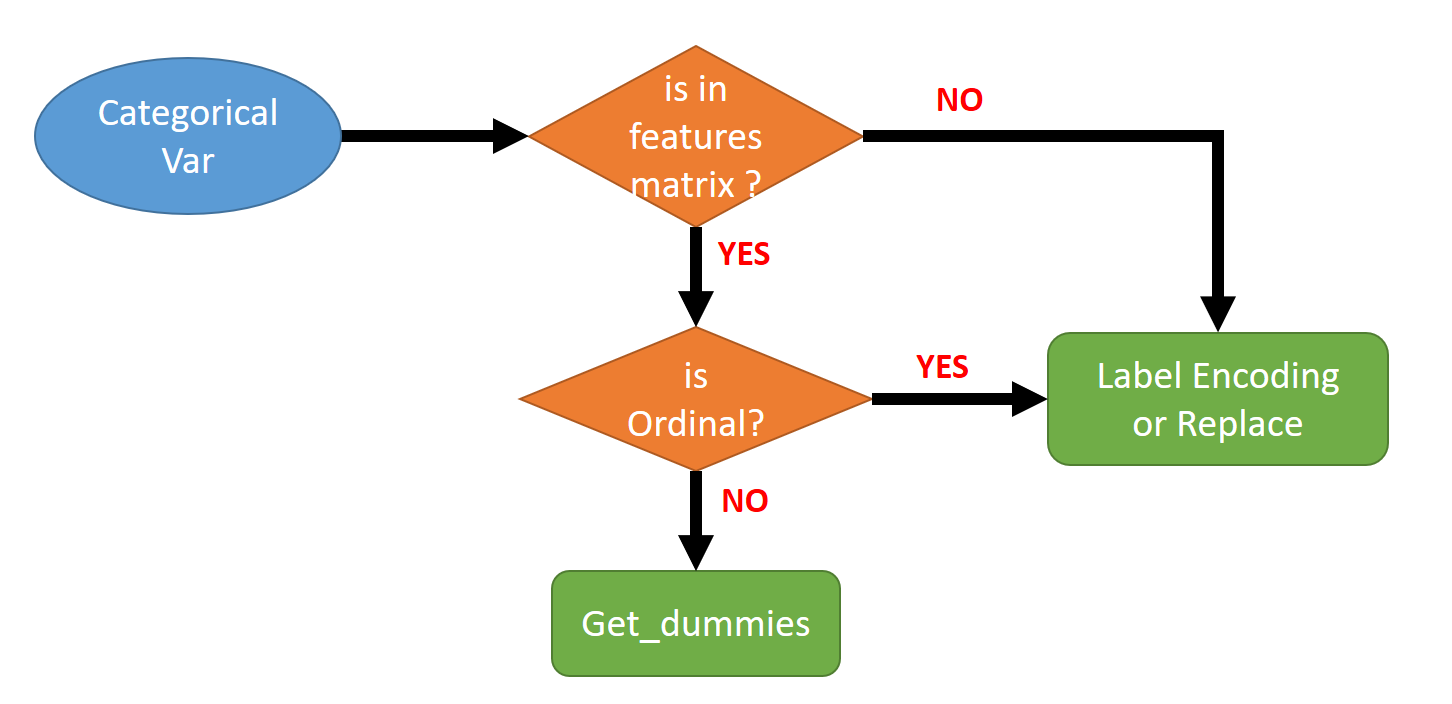 Categorical
Var
is in
features
matrix ?
NO
YES
is
Ordinal?
YES
Label Encoding
or Replace
NO
Get_dummies